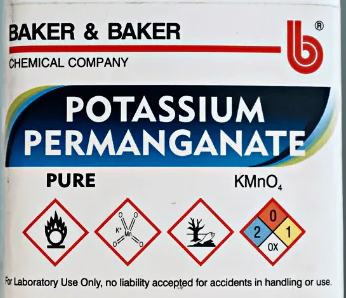 BAKER & BAKER
CHEMICAL COMPANY
b®
POTASSIUM
PERMANGANATE
PURE
KMnO₄
K⁺
O
O
Mn
O
O⁻
0
2
1
OX
For Laboratory Use Only, no liability accepted for accidents in handling or use.